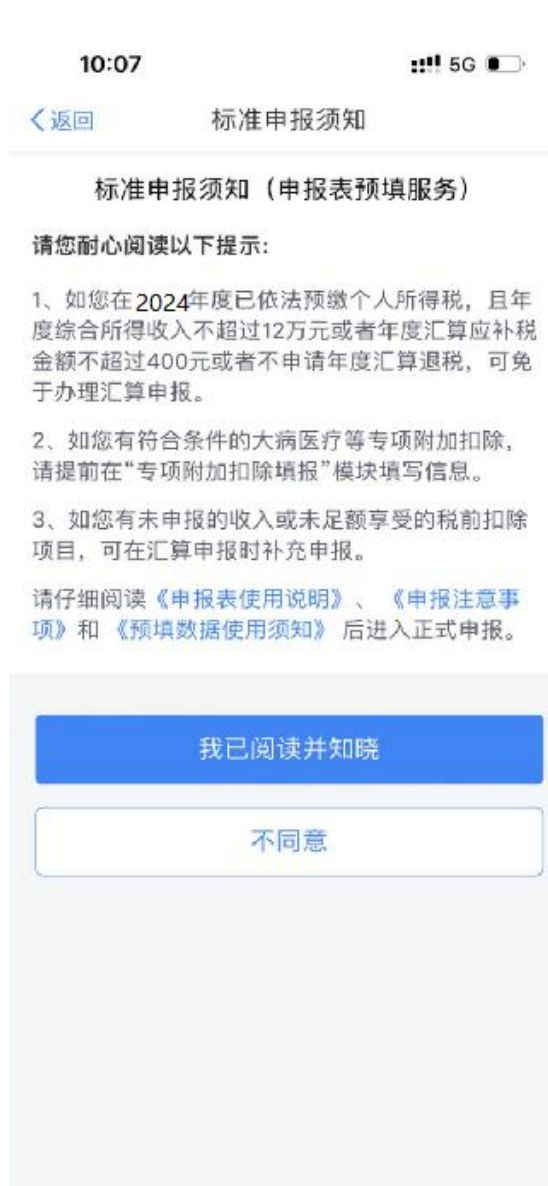 10:07 5G
返回 标准申报须知
标准申报须知（申报表预填服务）
请您耐心阅读以下提示:
1、如您在2024年度已依法预缴个人所得税，且年
度综合所得收入不超过12万元或者年度汇算应补税
金额不超过400元或者不申请年度汇算退税，可免
于办理汇算申报。
2、如您有符合条件的大病医疗等专项附加扣除，
请提前在“专项附加扣除填报”模块填写信息。
3、如您有未申报的收入或未足额享受的税前扣除
项目，可在汇算申报时补充申报。
请仔细阅读《申报表使用说明》、《申报注意事
项》和《预填数据使用须知》后进入正式申报。
我已阅读并知晓
不同意